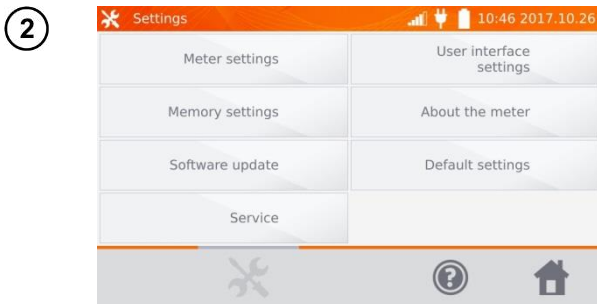 2
Settings
10:46 2017.10.26
Meter settings
User interface
settings
Memory settings
About the meter
Software update
Default settings
Service
?